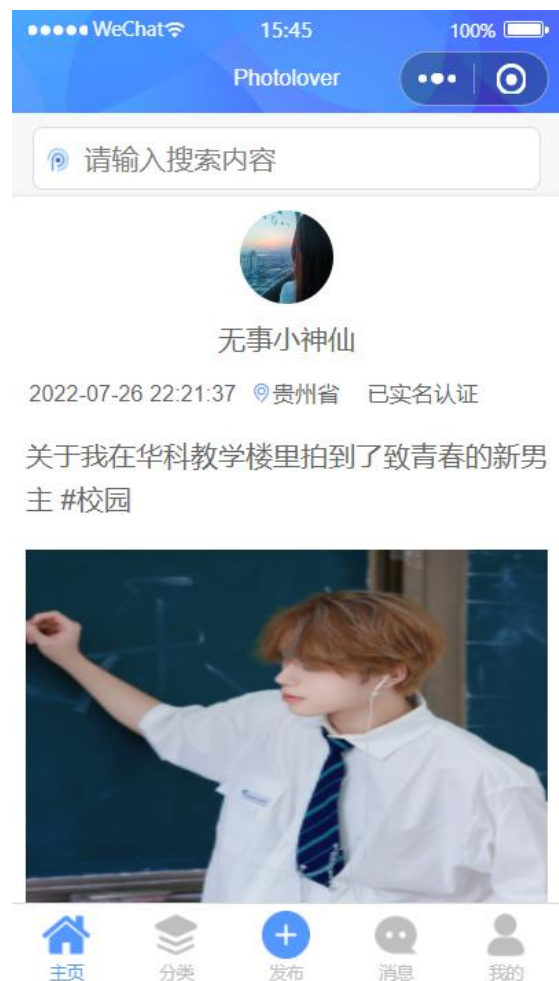 WeChat
15:45
100%
Photolover
请输入搜索内容
无事小神仙
2022-07-26 22:21:37 贵州省 已实名认证
关于我在华科教学楼里拍到了致青春的新男
主 #校园
主页 分类 发布 消息 我的